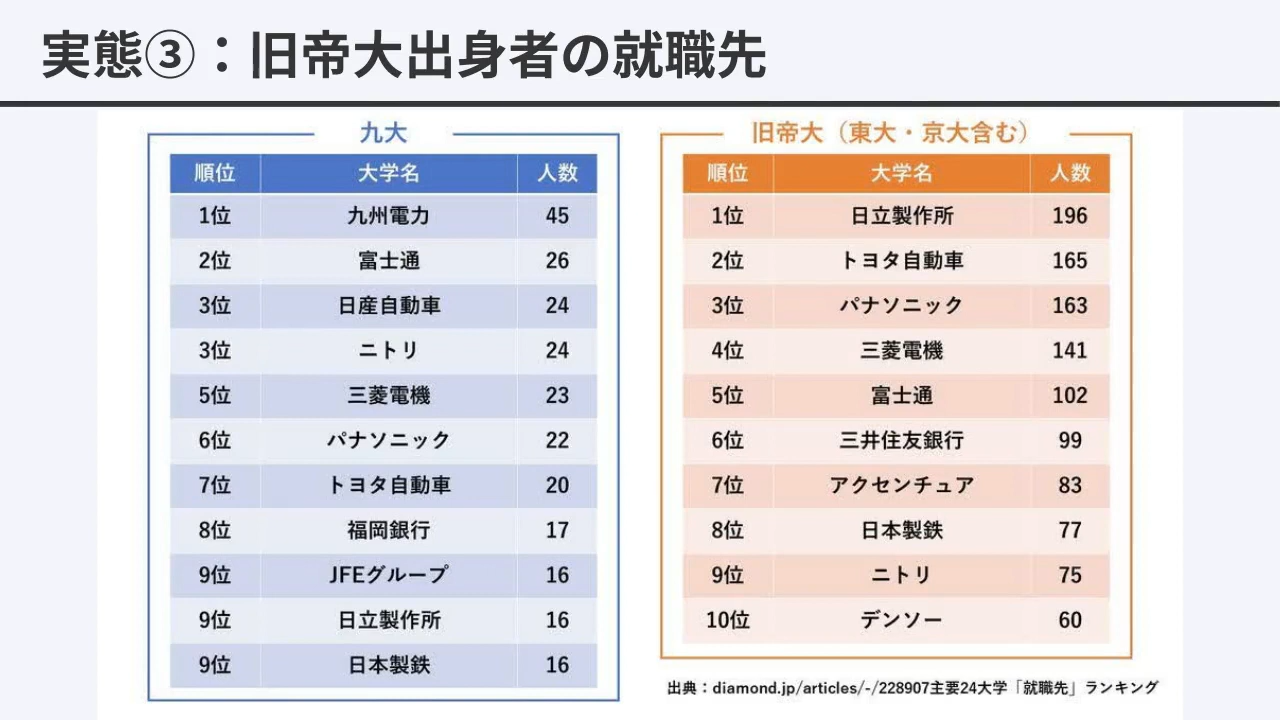 実態③：旧帝大出身者の就職先
九大
順位 大学名 人数
1位 九州電力 45
2位 富士通 26
3位 日産自動車 24
3位 ニトリ 24
5位 三菱電機 23
6位 パナソニック 22
7位 トヨタ自動車 20
8位 福岡銀行 17
9位 JFEグループ 16
9位 日立製作所 16
9位 日本製鉄 16
旧帝大（東大・京大含む）
順位 大学名 人数
1位 日立製作所 196
2位 トヨタ自動車 165
3位 パナソニック 163
4位 三菱電機 141
5位 富士通 102
6位 三井住友銀行 99
7位 アクセンチュア 83
8位 日本製鉄 77
9位 ニトリ 75
10位 デンソー 60
出典：diamond.jp/articles/-/228907主要24大学「就職先」ランキング